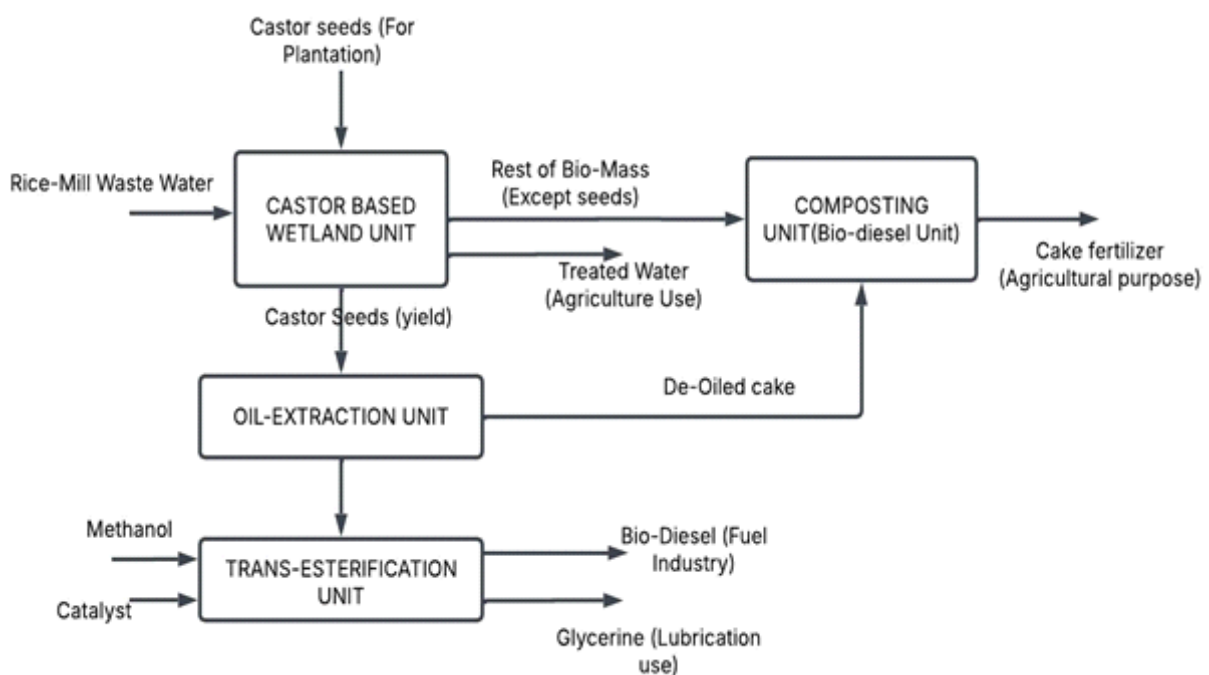 Castor seeds (For
Plantation)
Rice-Mill Waste Water
CASTOR BASED
WETLAND UNIT
Rest of Bio-Mass
(Except seeds)
COMPOSTING
UNIT(Bio-diesel Unit)
Treated Water
(Agriculture Use)
Cake fertilizer
(Agricultural purpose)
Castor Seeds (yield)
De-Oiled cake
OIL-EXTRACTION UNIT
Methanol
Catalyst
TRANS-ESTERIFICATION
UNIT
Bio-Diesel (Fuel
Industry)
Glycerine (Lubrication
use)